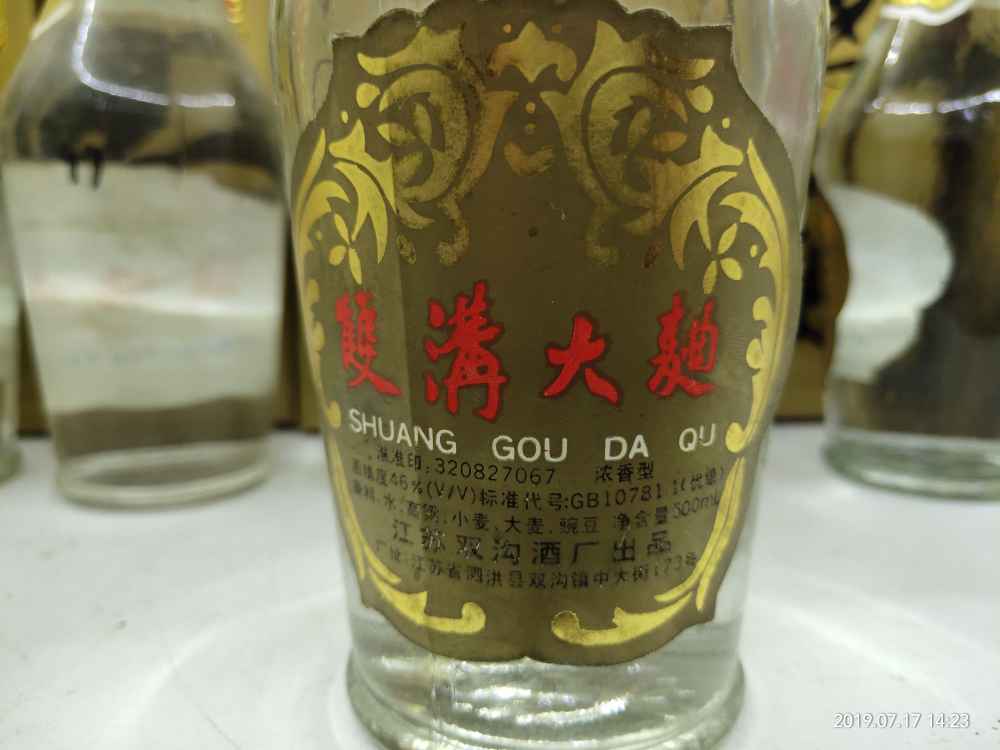 雙溝大麯
SHUANG GOU DA QU
准印:320827067 浓香型
酒精度46%(V/V)标准代号:GB10781.1(优级)
原料:水、高粱、小麦、大麦、豌豆 净含量500mL
江苏双沟酒厂出品
厂址:江苏省泗洪县双沟镇中大街173号
2019.07.17 14:23